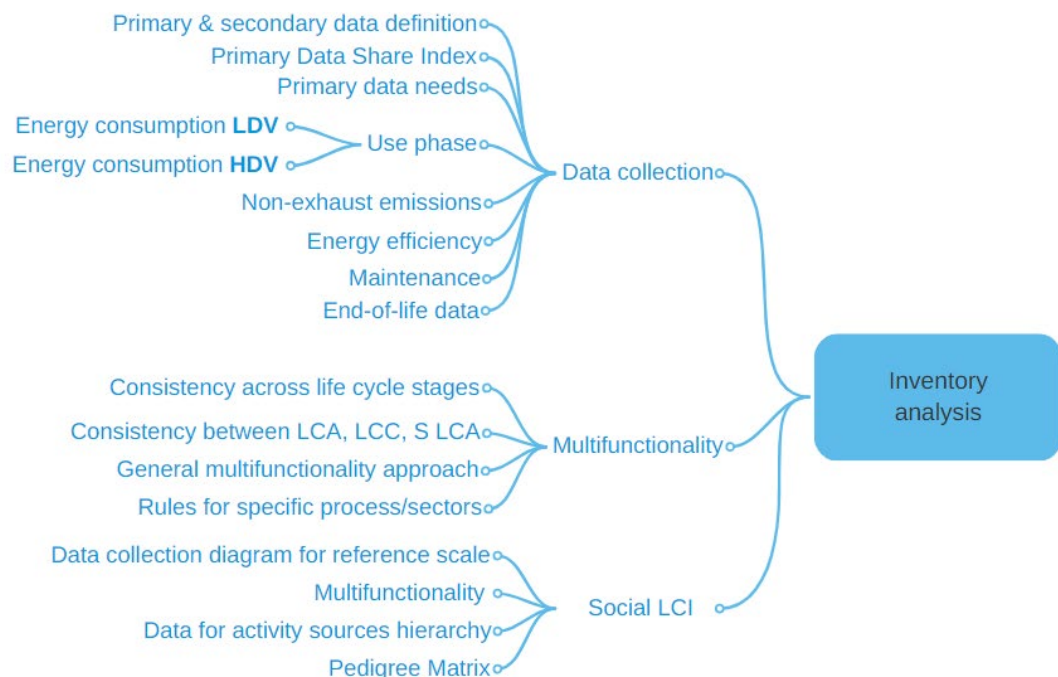 Primary & secondary data definition
Primary Data Share Index
Primary data needs
Energy consumption LDV
Use phase
Energy consumption HDV
Data collection
Non-exhaust emissions
Energy efficiency
Maintenance
End-of-life data
Inventory
analysis
Consistency across life cycle stages
Consistency between LCA, LCC, S LCA
Multifunctionality
General multifunctionality approach
Rules for specific process/sectors
Data collection diagram for reference scale
Multifunctionality
Social LCI
Data for activity sources hierarchy
Pedigree Matrix